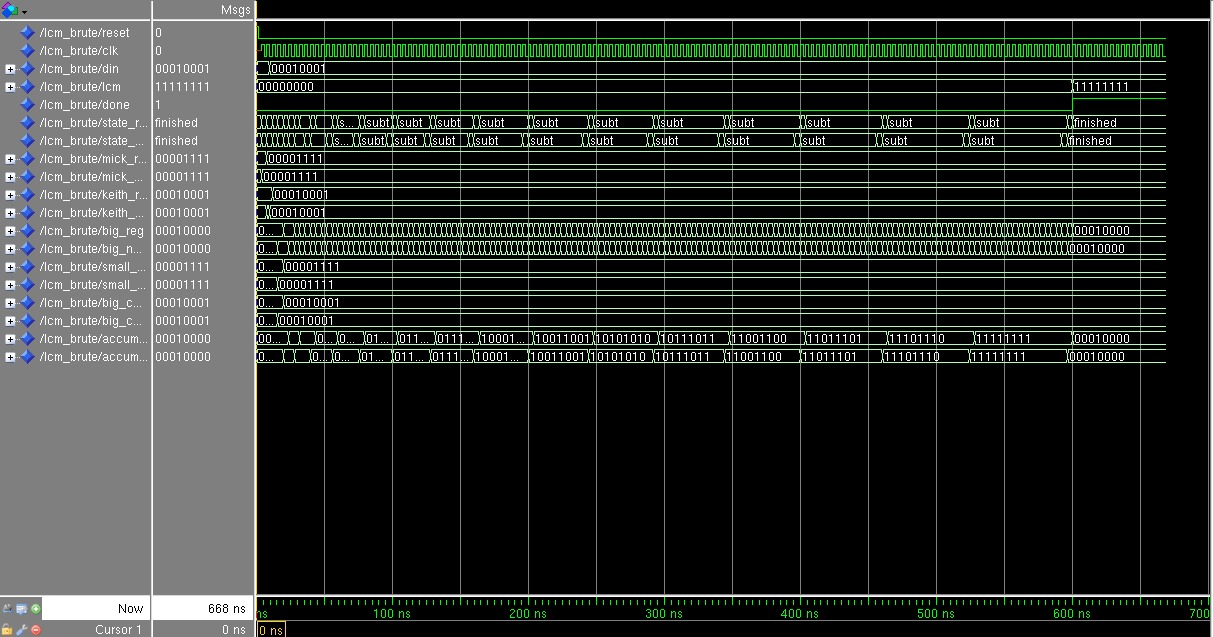 Msgs
/lcm_brute/reset 0
/lcm_brute/clk 0
/lcm_brute/din 00010001 00010001
/lcm_brute/lcm 11111111 00000000 11111111
/lcm_brute/done 1
/lcm_brute/state_r... finished s... subt subt subt subt subt subt subt subt subt subt subt finished
/lcm_brute/state_... finished s... subt subt subt subt subt subt subt subt subt subt subt finished
/lcm_brute/mick_r... 00001111 00001111
/lcm_brute/mick_... 00001111 00001111
/lcm_brute/keith_r... 00010001 00010001
/lcm_brute/keith_... 00010001 00010001
/lcm_brute/big_reg 00010000 0... 00010000
/lcm_brute/big_n... 00010000 0... 00010000
/lcm_brute/small_... 00001111 0... 00001111
/lcm_brute/small_... 00001111 0... 00001111
/lcm_brute/big_c... 00010001 0... 00010001
/lcm_brute/big_c... 00010001 0... 00010001
/lcm_brute/accum... 00010000 00... 0... 0... 01... 011... 0111... 10001... 10011001 10101010 10111011 11001100 11011101 11101110 11111111 00010000
/lcm_brute/accum... 00010000 0... 0... 0... 01... 011... 0111... 10001... 10011001 10101010 10111011 11001100 11011101 11101110 11111111 00010000
Now 668 ns ns 100 ns 200 ns 300 ns 400 ns 500 ns 600 ns 700
Cursor 1 0 ns 0 ns